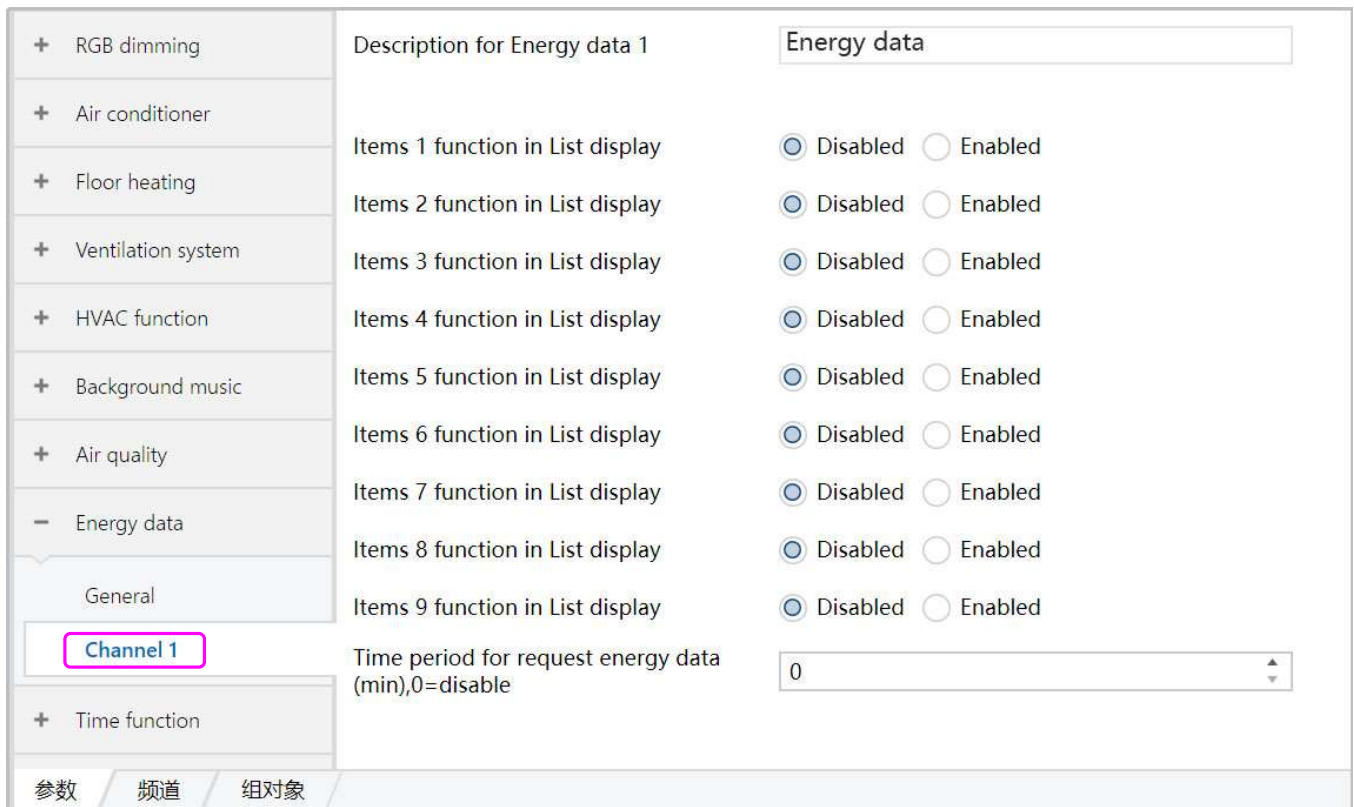 RGB dimming
Air conditioner
Floor heating
Ventilation system
HVAC function
Background music
Air quality
Energy data
General
Channel 1
Time function
Description for Energy data 1 Energy data
Items 1 function in List display Disabled Enabled
Items 2 function in List display Disabled Enabled
Items 3 function in List display Disabled Enabled
Items 4 function in List display Disabled Enabled
Items 5 function in List display Disabled Enabled
Items 6 function in List display Disabled Enabled
Items 7 function in List display Disabled Enabled
Items 8 function in List display Disabled Enabled
Items 9 function in List display Disabled Enabled
Time period for request energy data
(min),0=disable 0
参数 频道 组对象